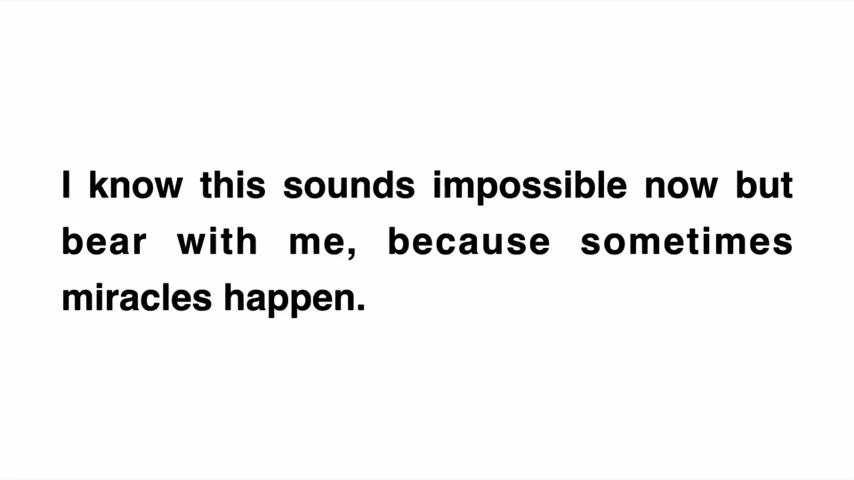 I know this sounds impossible now but
bear with me, because sometimes
miracles happen.